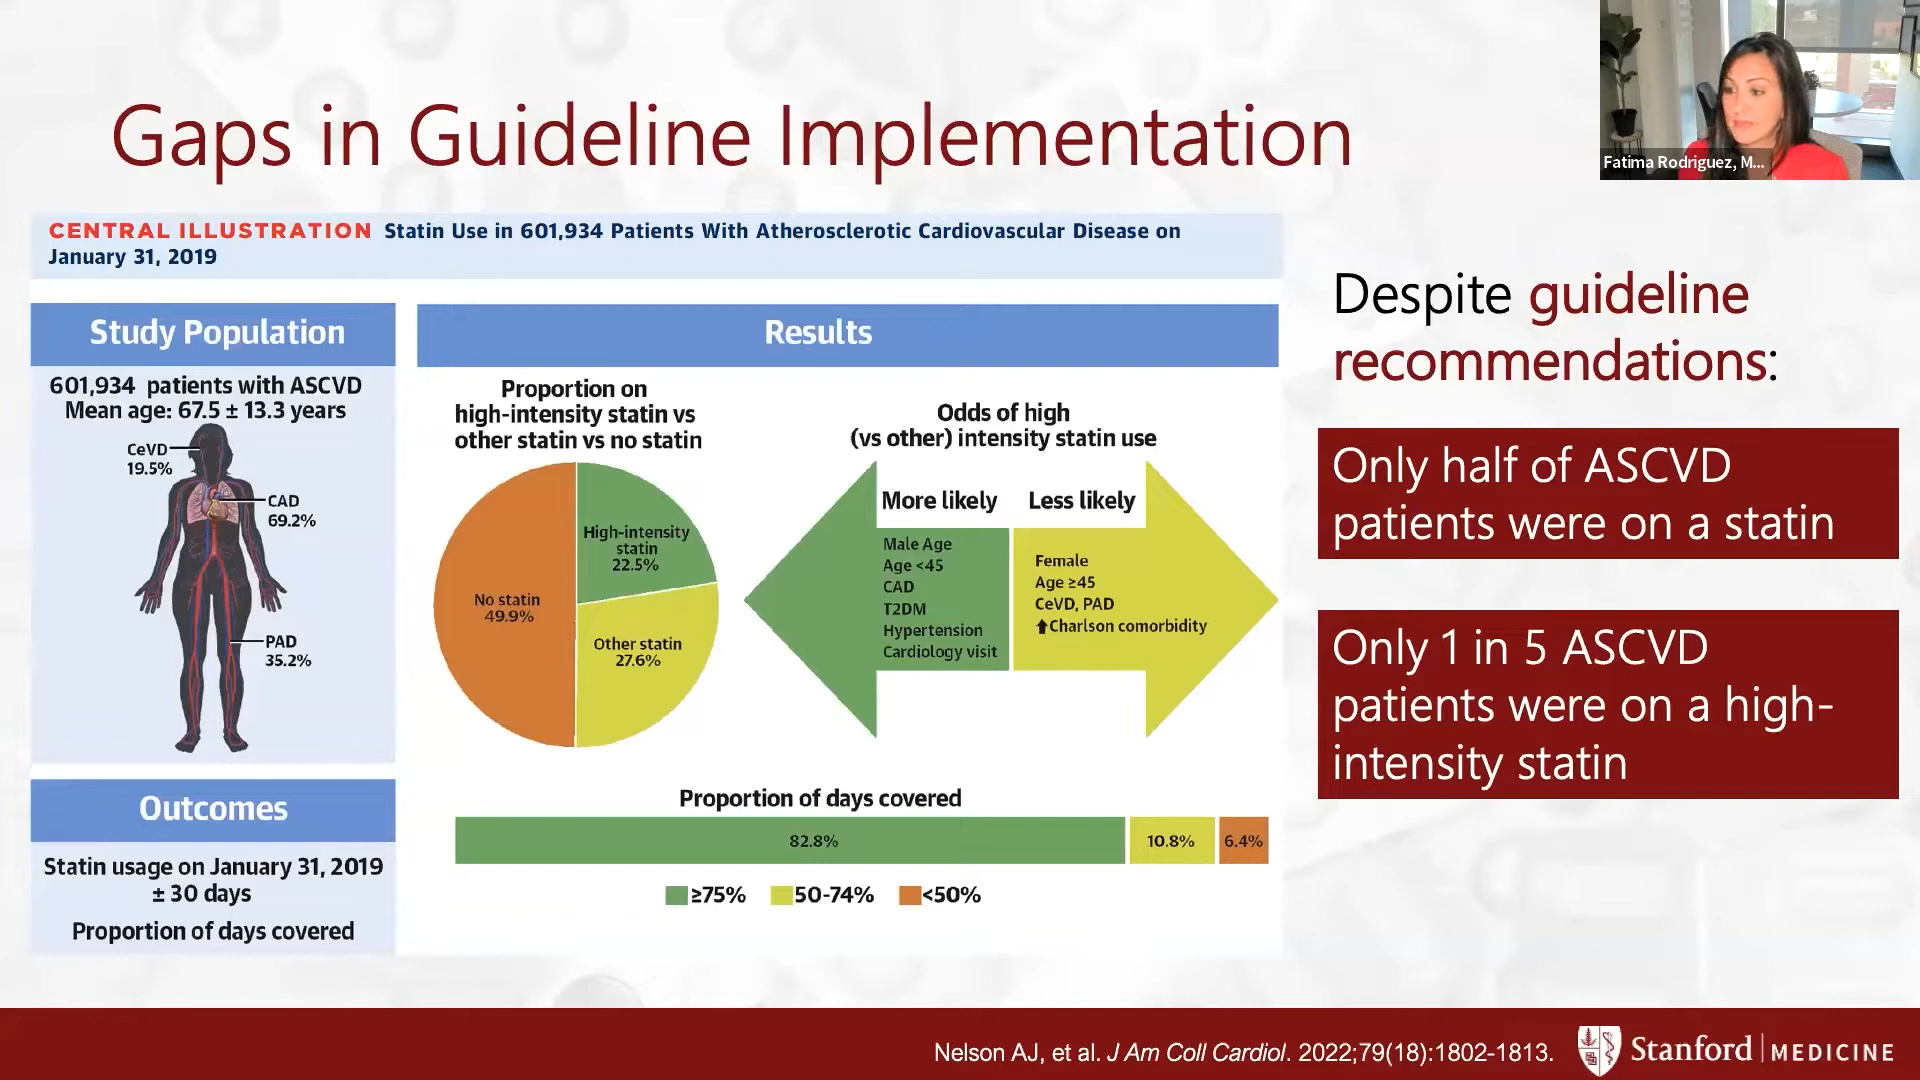 Gaps in Guideline Implementation
Fatima Rodriguez, M...
CENTRAL ILLUSTRATION Statin Use in 601,934 Patients With Atherosclerotic Cardiovascular Disease on
January 31, 2019
Study Population
601,934 patients with ASCVD
Mean age: 67.5 ± 13.3 years
CeVD
19.5%
CAD
69.2%
PAD
35.2%
Outcomes
Statin usage on January 31, 2019
± 30 days
Proportion of days covered
Results
Proportion on
high-intensity statin vs
other statin vs no statin
High-intensity
statin
22.5%
No statin
49.9%
Other statin
27.6%
Odds of high
(vs other) intensity statin use
More likely
Male Age
Age <45
CAD
T2DM
Hypertension
Cardiology visit
Less likely
Female
Age ≥45
CeVD, PAD
⬆Charlson comorbidity
Proportion of days covered
82.8%
10.8%
6.4%
≥75%
50-74%
<50%
Despite guideline
recommendations:
Only half of ASCVD
patients were on a statin
Only 1 in 5 ASCVD
patients were on a high-
intensity statin
Nelson AJ, et al. J Am Coll Cardiol. 2022;79(18):1802-1813.
Stanford MEDICINE